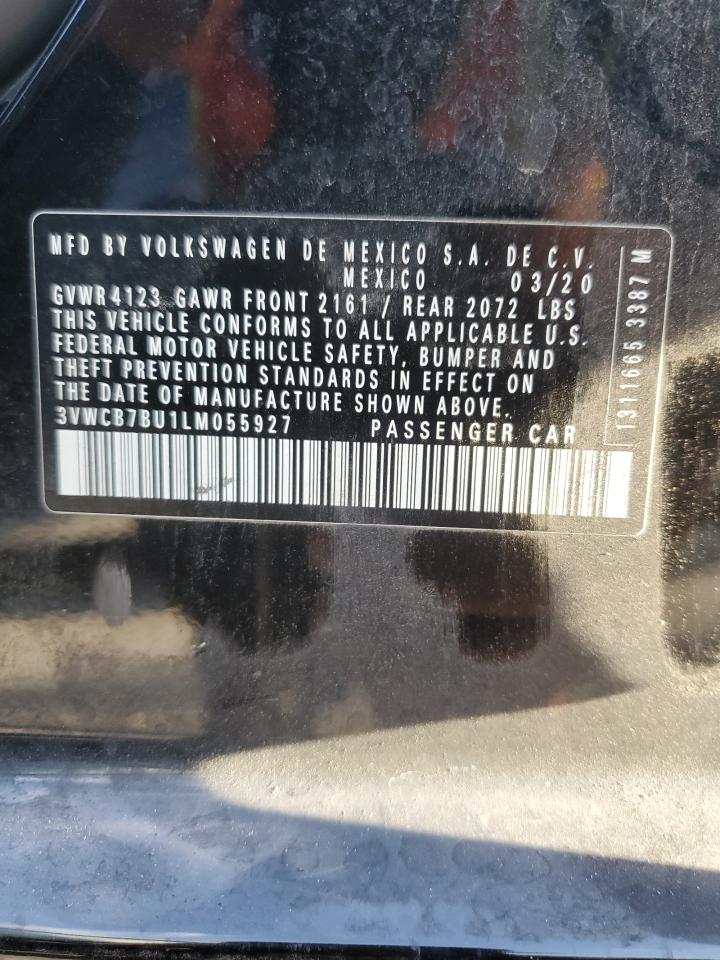 MFD BY VOLKSWAGEN DE MEXICO S.A. DE C.V.
MEXICO 03/20
GVWR 4123 GAWR FRONT 2161 / REAR 2072 LBS
THIS VEHICLE CONFORMS TO ALL APPLICABLE U.S.
FEDERAL MOTOR VEHICLE SAFETY, BUMPER AND
THEFT PREVENTION STANDARDS IN EFFECT ON
THE DATE OF MANUFACTURE SHOWN ABOVE.
3VWCB7BU1LM055927 PASSENGER CAR
1311665 3387 M